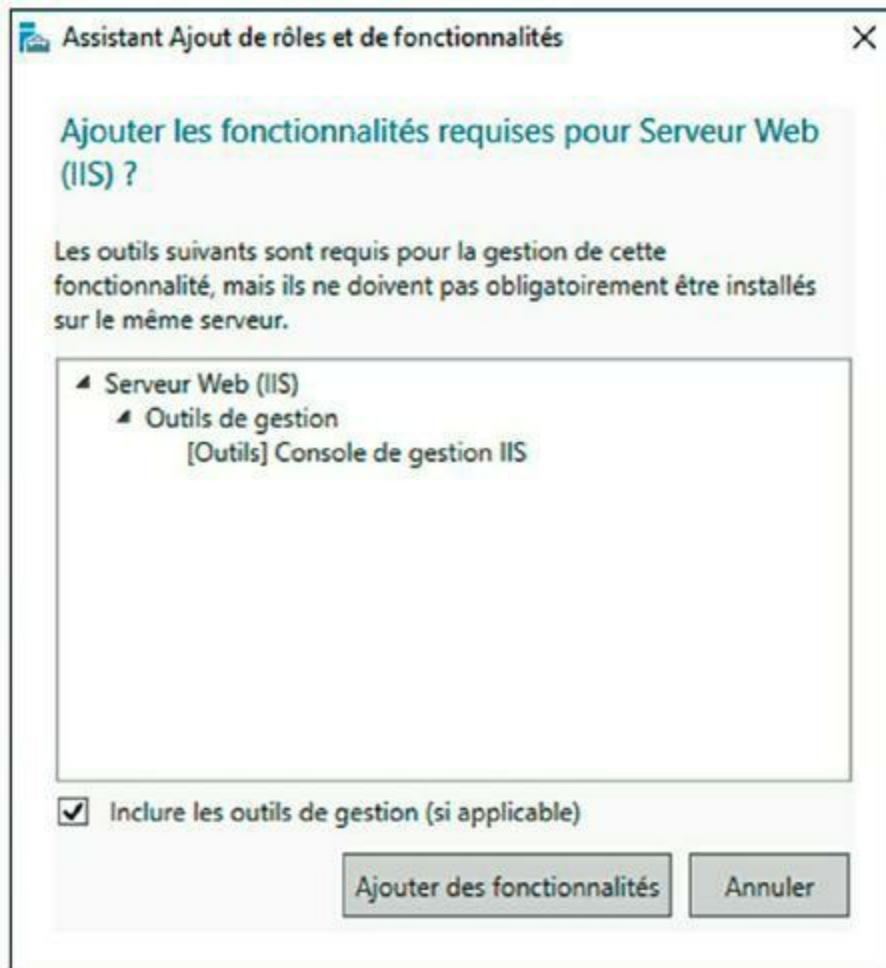 Assistant Ajout de rôles et de fonctionnalités
Ajouter les fonctionnalités requises pour Serveur Web
(IIS) ?
Les outils suivants sont requis pour la gestion de cette
fonctionnalité, mais ils ne doivent pas obligatoirement être installés
sur le même serveur.
Serveur Web (IIS)
Outils de gestion
[Outils] Console de gestion IIS
Inclure les outils de gestion (si applicable)
Ajouter des fonctionnalités
Annuler